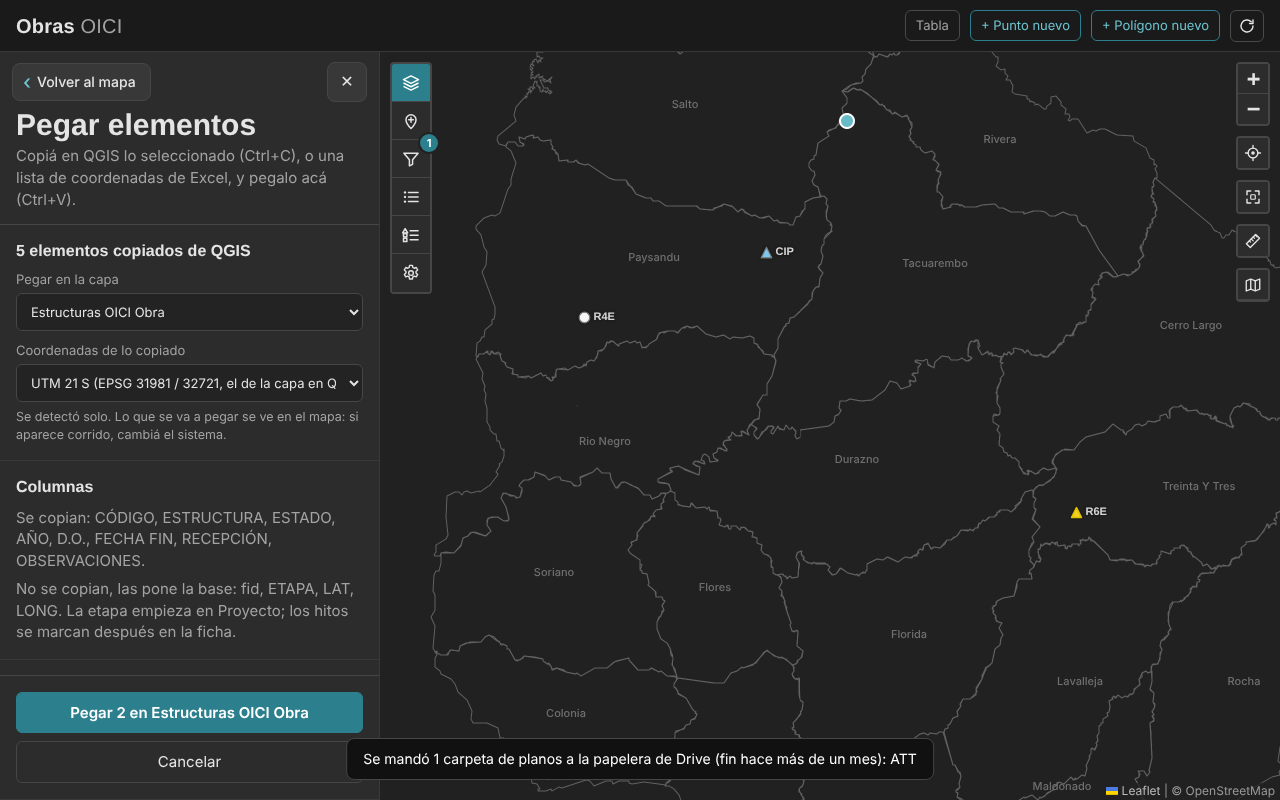 Obras OICI
Tabla
+ Punto nuevo
+ Polígono nuevo
‹ Volver al mapa
×
Pegar elementos
Copiá en QGIS lo seleccionado (Ctrl+C), o una
lista de coordenadas de Excel, y pegalo acá
(Ctrl+V).
5 elementos copiados de QGIS
Pegar en la capa
Estructuras OICI Obra
Coordenadas de lo copiado
UTM 21 S (EPSG 31981 / 32721, el de la capa en Q
Se detectó solo. Lo que se va a pegar se ve en el mapa: si
aparece corrido, cambiá el sistema.
Columnas
Se copian: CÓDIGO, ESTRUCTURA, ESTADO,
AÑO, D.O., FECHA FIN, RECEPCIÓN,
OBSERVACIONES.
No se copian, las pone la base: fid, ETAPA, LAT,
LONG. La etapa empieza en Proyecto; los hitos
se marcan después en la ficha.
Pegar 2 en Estructuras OICI Obra
Cancelar
1
+
−
Salto
Rivera
Paysandu
CIP
Tacuarembo
R4E
Cerro Largo
Rio Negro
Durazno
Treinta Y Tres
R6E
Soriano
Flores
Florida
Lavalleja
Rocha
Colonia
Maldonado
Se mandó 1 carpeta de planos a la papelera de Drive (fin hace más de un mes): ATT
Leaflet | © OpenStreetMap